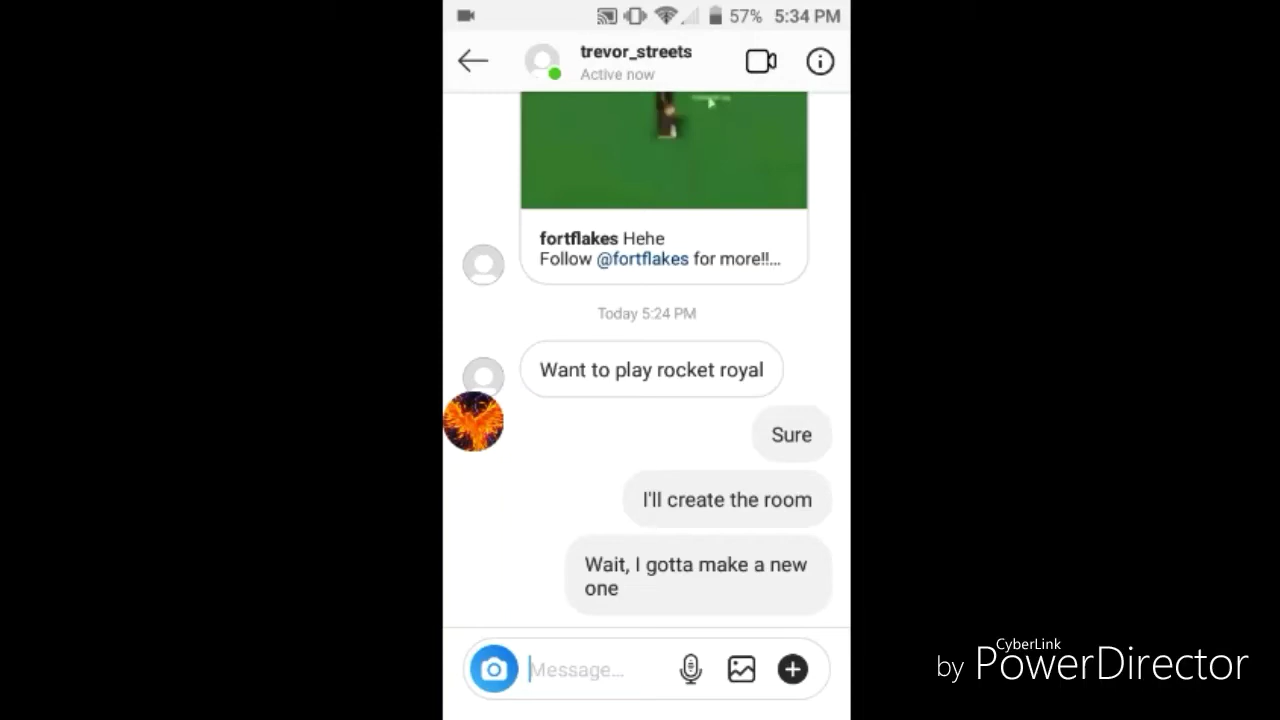 57% 5:34 PM
trevor_streets
Active now
fortflakes Hehe
Follow @fortflakes for more!!...
Today 5:24 PM
Want to play rocket royal
Sure
I'll create the room
Wait, I gotta make a new
one
Message...
CyberLink
by PowerDirector